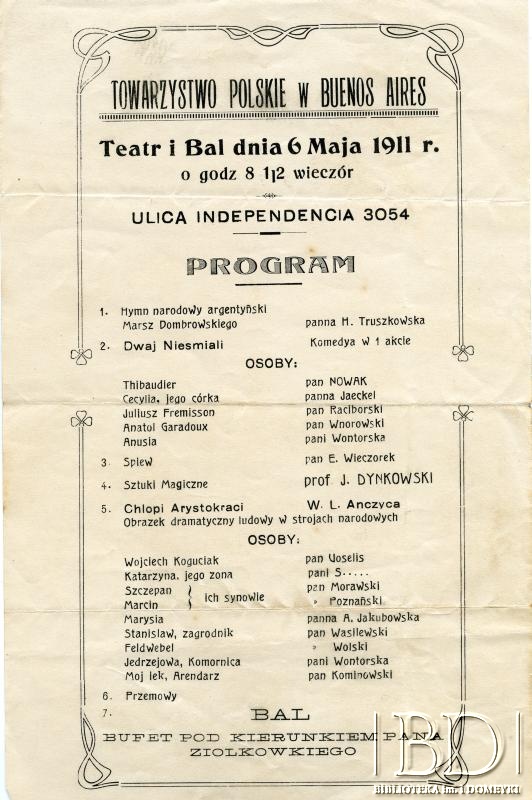 TOWARZYSTWO POLSKIE W BUENOS AIRES
Teatr i Bal dnia 6 Maja 1911 r.
o godz 8 1|2 wieczór
ULICA INDEPENDENCIA 3054
PROGRAM
1. Hymn narodowy argentyński
Marsz Dombrowskiego panna H. Truszkowska
2. Dwaj Niesmiali Komedya w 1 akcie
OSOBY:
Thibaudier pan NOWAK
Cecylia, jego córka panna Jaeckel
Juliusz Fremisson pan Raciborski
Anatol Garadoux pan Wnorowski
Anusia pani Wontorska
3. Spiew pan E. Wieczorek
4. Sztuki Magiczne prof J. DYNKOWSKI
5. Chlopi Arystokraci W. L. Anczyca
Obrazek dramatyczny ludowy w strojach narodowych
OSOBY:
Wojciech Koguciak pan Uoselis
Katarzyna, jego zona pani S.....
Szczepan } ich synowie pan Morawski
Marcin » Poznański
Marysia panna A. Jakubowska
Stanislaw, zagrodnik pan Wasilewski
Feldwebel » Wolski
Jedrzejowa, Komornica pani Wontorska
Moj lek, Arendarz pan Kominowski
6. Przemowy
7. BAL
BUFET POD KIERUNKIEM PANA
ZIOLKOWKIEGO
|BD|
BIBLIOTEKA im. I DOMEYKI